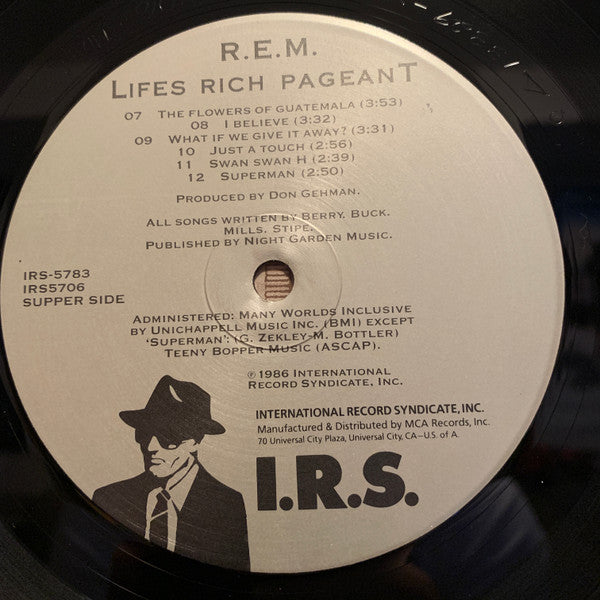 R.E.M.
LIFES RICH PAGEANT
07 THE FLOWERS OF GUATEMALA (3:53)
08 I BELIEVE (3:32)
09 WHAT IF WE GIVE IT AWAY? (3:31)
10 JUST A TOUCH (2:56)
11 SWAN SWAN H (2:39)
12 SUPERMAN (2:50)
PRODUCED BY DON GEHMAN.
ALL SONGS WRITTEN BY BERRY, BUCK,
MILLS, STIPE.
PUBLISHED BY NIGHT GARDEN MUSIC.
IRS-5783
IRS5706
SUPPER SIDE
ADMINISTERED: MANY WORLDS INCLUSIVE
BY UNICHAPPELL MUSIC INC. (BMI) EXCEPT
'SUPERMAN': (G. ZEKLEY-M. BOTTLER)
TEENY BOPPER MUSIC (ASCAP).
℗ 1986 INTERNATIONAL
RECORD SYNDICATE, INC.
INTERNATIONAL RECORD SYNDICATE, INC.
Manufactured & Distributed by MCA Records, Inc.
70 Universal City Plaza, Universal City, CA–U.S. of A.
I.R.S.